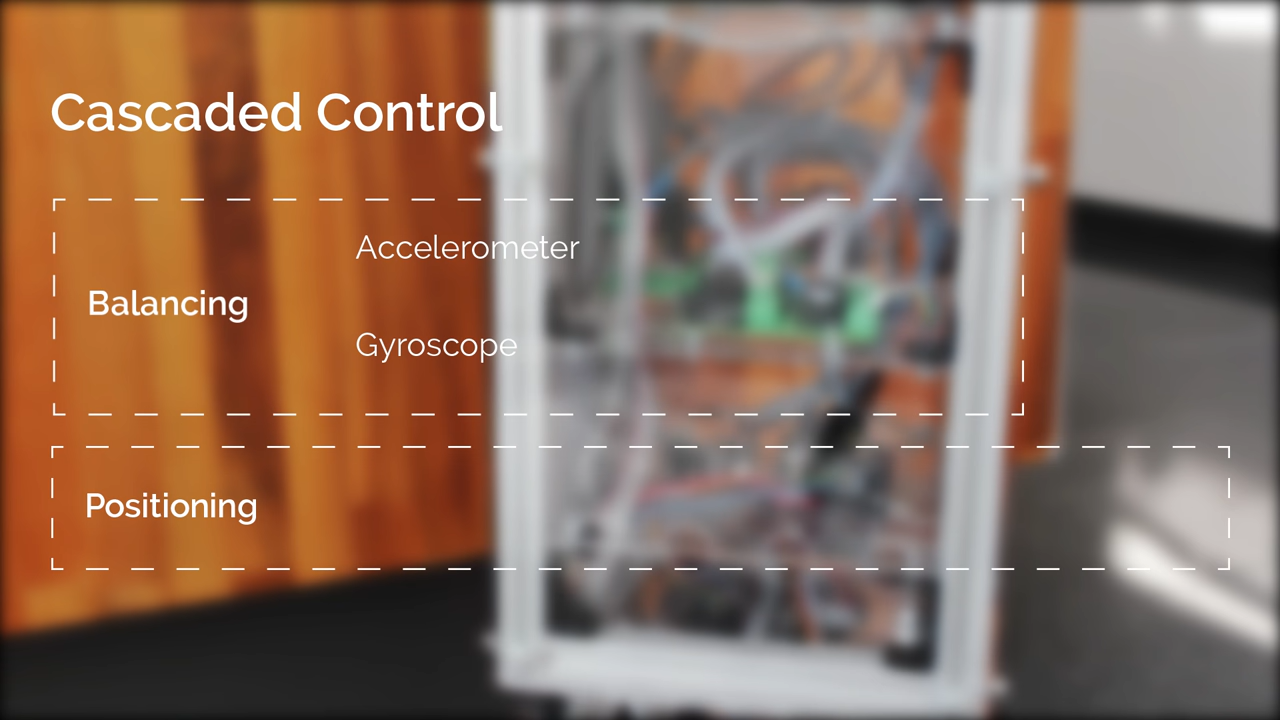 Cascaded Control
Accelerometer
Balancing
Gyroscope
Positioning